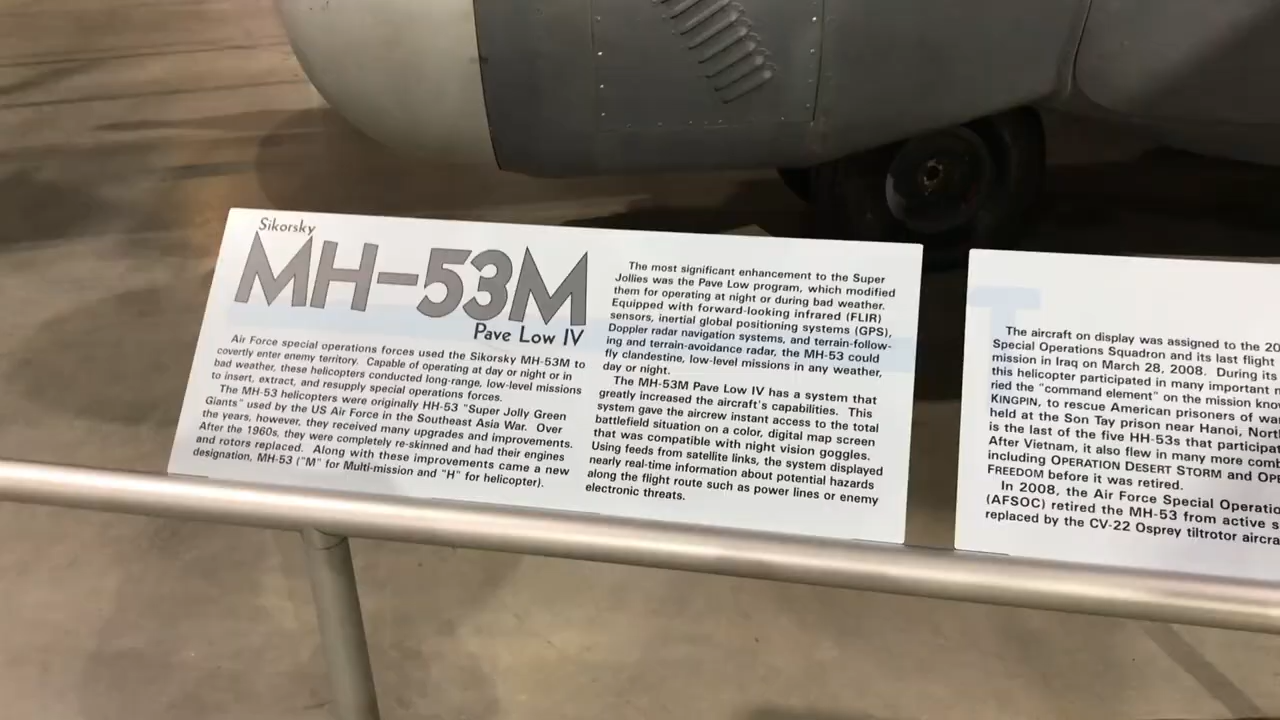 Sikorsky
MH-53M
Pave Low IV
Air Force special operations forces used the Sikorsky MH-53M to
covertly enter enemy territory. Capable of operating at day or night or in
bad weather, these helicopters conducted long-range, low-level missions
to insert, extract, and resupply special operations forces.
The MH-53 helicopters were originally HH-53 "Super Jolly Green
Giants" used by the US Air Force in the Southeast Asia War. Over
the years, however, they received many upgrades and improvements.
After the 1960s, they were completely re-skinned and had their engines
and rotors replaced. Along with these improvements came a new
designation, MH-53 ("M" for Multi-mission and "H" for helicopter).
The most significant enhancement to the Super
Jollies was the Pave Low program, which modified
them for operating at night or during bad weather.
Equipped with forward-looking infrared (FLIR)
sensors, inertial global positioning systems (GPS),
Doppler radar navigation systems, and terrain-follow-
ing and terrain-avoidance radar, the MH-53 could
fly clandestine, low-level missions in any weather,
day or night.
The MH-53M Pave Low IV has a system that
greatly increased the aircraft's capabilities. This
system gave the aircrew instant access to the total
battlefield situation on a color, digital map screen
that was compatible with night vision goggles.
Using feeds from satellite links, the system displayed
nearly real-time information about potential hazards
along the flight route such as power lines or enemy
electronic threats.
The aircraft on display was assigned to the 20
Special Operations Squadron and its last flight
mission in Iraq on March 28, 2008. During its
this helicopter participated in many important
ried the "command element" on the mission
KINGPIN, to rescue American prisoners of
held at the Son Tay prison near Hanoi,
is the last of the five HH-53s that
After Vietnam, it also flew in many more
including OPERATION DESERT STORM and
FREEDOM before it was retired.
In 2008, the Air Force Special
(AFSOC) retired the MH-53 from active
replaced by the CV-22 Osprey tiltrotor